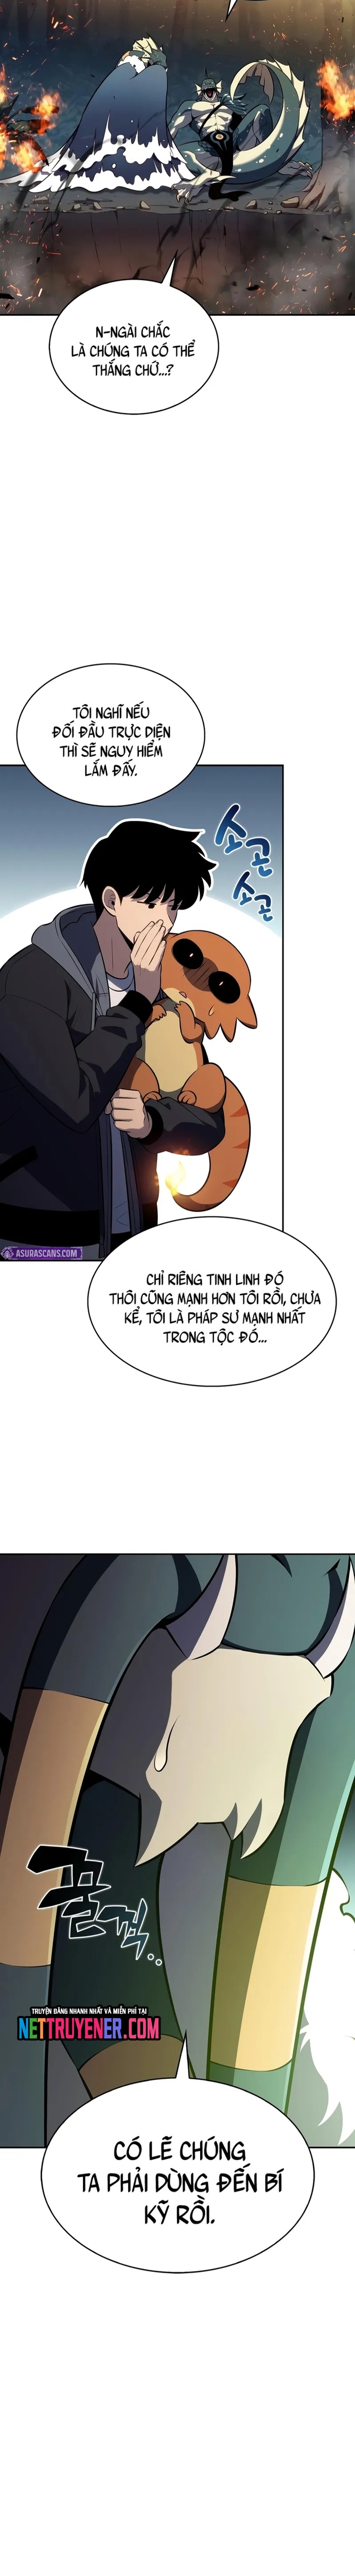 N-NGÀI CHẮC
LÀ CHÚNG TA CÓ THỂ
THẮNG CHỨ...?
TÔI NGHĨ NẾU
ĐỐI ĐẦU TRỰC DIỆN
THÌ SẼ NGUY HIỂM
LẮM ĐẤY.
소곤
소곤
ASURASCANS.COM
CHỈ RIÊNG TINH LINH ĐÓ
THÔI CŨNG MẠNH HƠN TÔI RỒI, CHƯA
KỂ, TÔI LÀ PHÁP SƯ MẠNH NHẤT
TRONG TỘC ĐÓ...
꿀꺽..
TRUYỆN ĐĂNG NHANH NHẤT VÀ MIỄN PHÍ TẠI
NETTRUYENER.COM
CÓ LẼ CHÚNG
TA PHẢI DÙNG ĐẾN BÍ
KỸ RỒI.